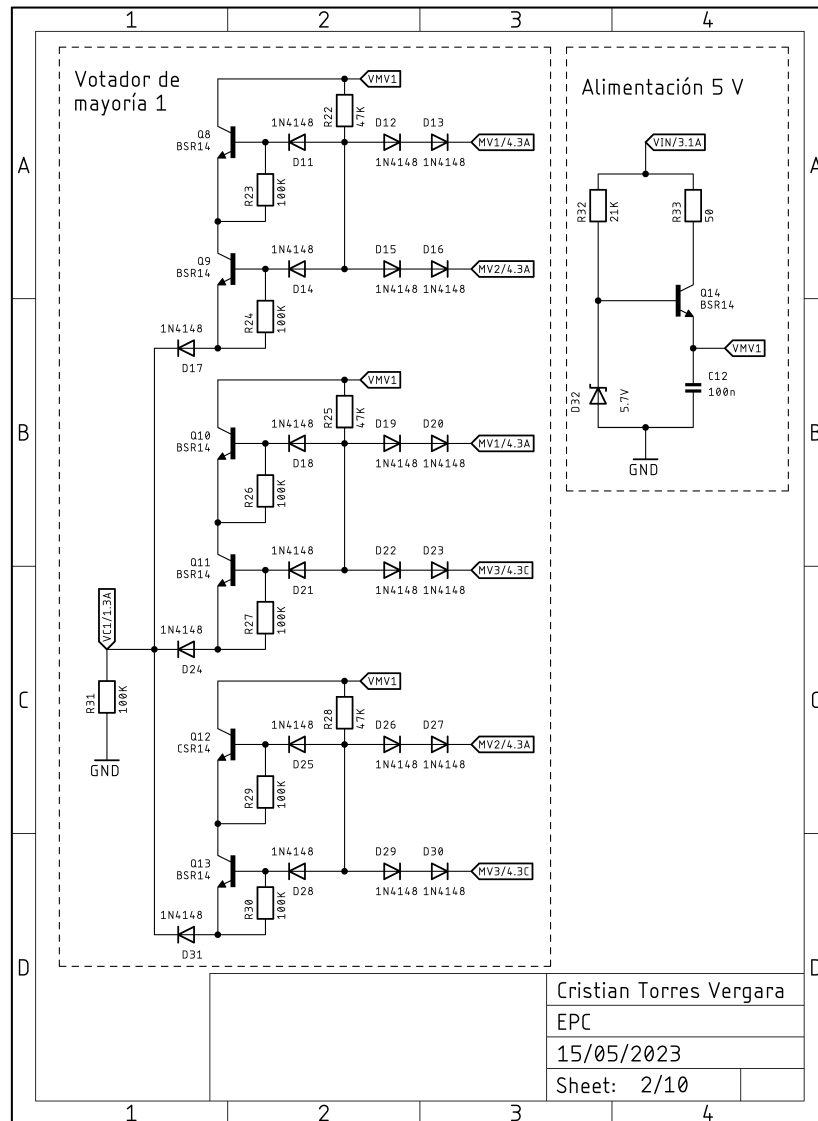 1 2 3 4
Votador de
mayoría 1
VMV1
R22
47K
Q8
BSR14
1N4148
D11
D12
1N4148
D13
1N4148
MV1/4.3A
R23
100K
Q9
BSR14
1N4148
D14
D15
1N4148
D16
1N4148
MV2/4.3A
R24
100K
1N4148
D17
VMV1
R25
47K
Q10
BSR14
1N4148
D18
D19
1N4148
D20
1N4148
MV1/4.3A
R26
100K
Q11
BSR14
1N4148
D21
D22
1N4148
D23
1N4148
MV3/4.3C
R27
100K
1N4148
D24
VC1/1.3A
R31
100K
GND
VMV1
R28
47K
Q12
CSR14
1N4148
D25
D26
1N4148
D27
1N4148
MV2/4.3A
R29
100K
Q13
BSR14
1N4148
D28
D29
1N4148
D30
1N4148
MV3/4.3C
R30
100K
1N4148
D31
Alimentación 5 V
VIN/3.1A
R32
21K
R33
50
Q14
BSR14
VMV1
C12
100n
D32
5.7V
GND
A A
B B
C C
D D
Cristian Torres Vergara
EPC
15/05/2023
Sheet: 2/10
1 2 3 4